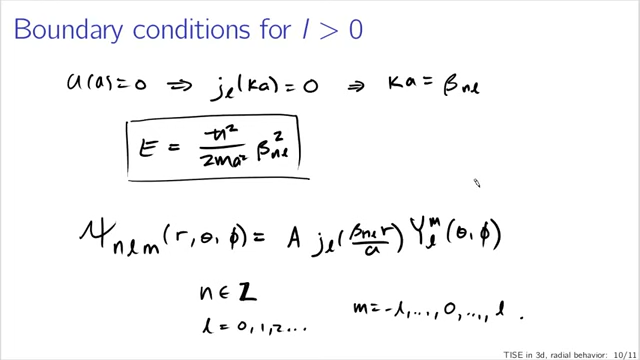 Boundary conditions for l > 0
u(a)=0 ⇒ jℓ(ka) = 0 ⇒ ka = βnℓ
E = ħ²/2ma² βnℓ²
ψnℓm(r, θ, ϕ) = A jℓ(βnℓ r/a) Yℓᵐ(θ, ϕ)
n ∈ ℤ
m = -l, ..., 0, ..., l .
l = 0, 1, 2 ...
TISE in 3d, radial behavior: 10/11